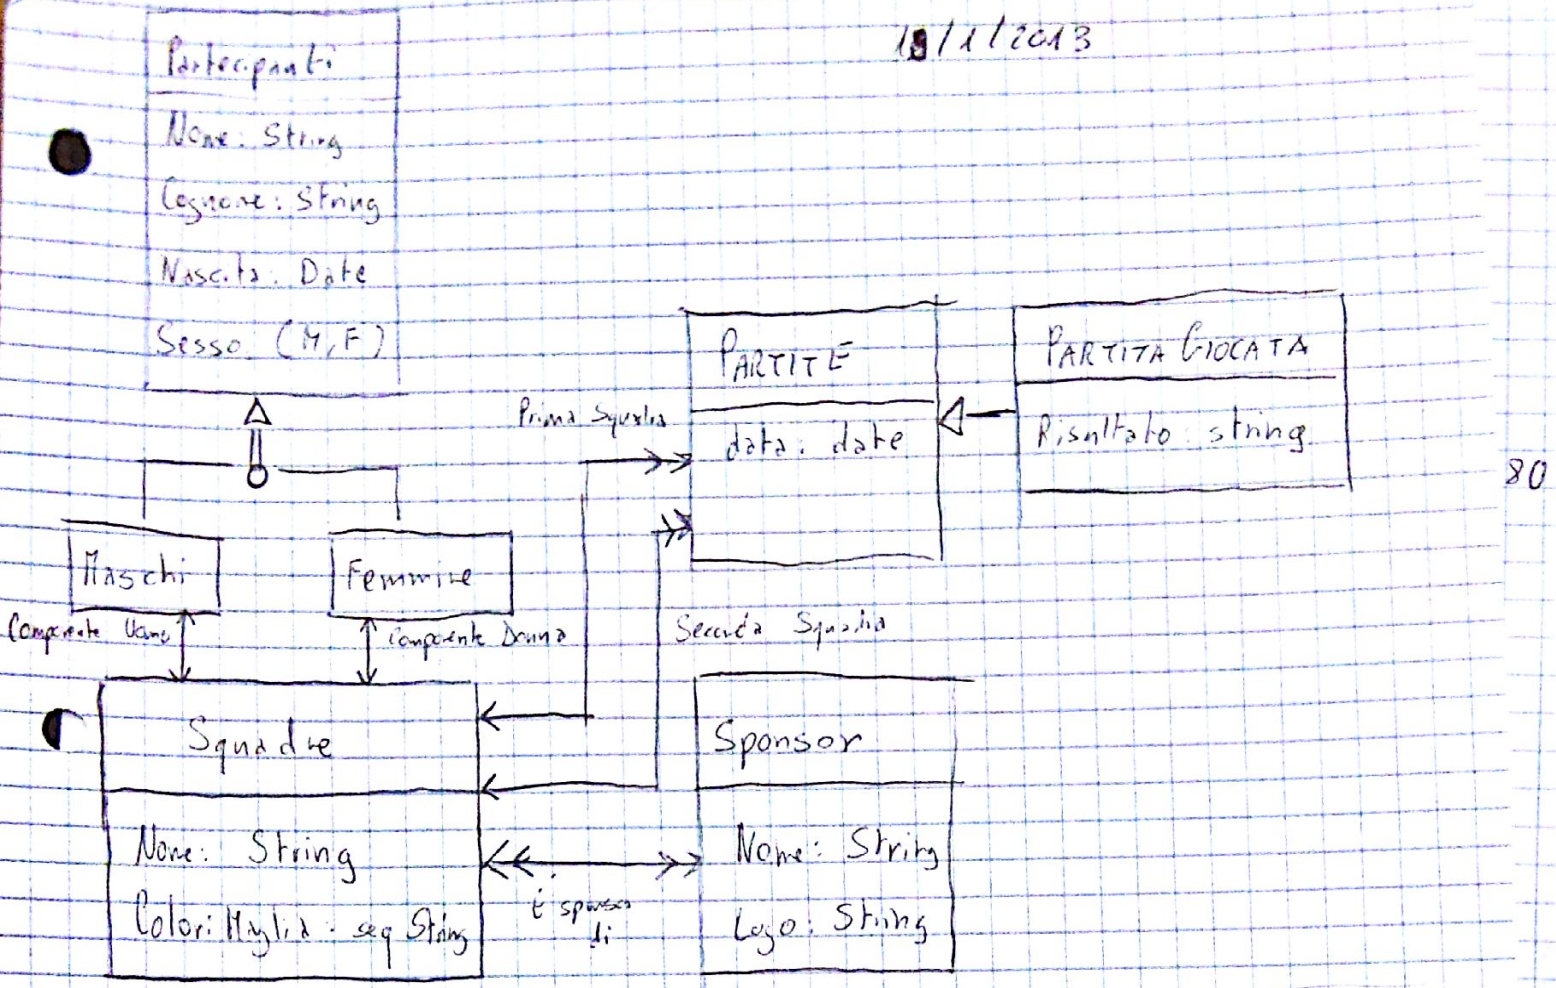 19/1/2013
Partecipanti
Nome: String
Cognome: String
Nascita: Date
Sesso (M, F)
PARTITE
data: date
PARTITA GIOCATA
Risultato: string
80
Prima Squadra
Maschi
Femmine
Componente Uomo
Componente Donna
Seconda Squadra
Squadre
Nome: String
Colori Maglia: seq String
È sponsor
di
Sponsor
Nome: String
Logo: String